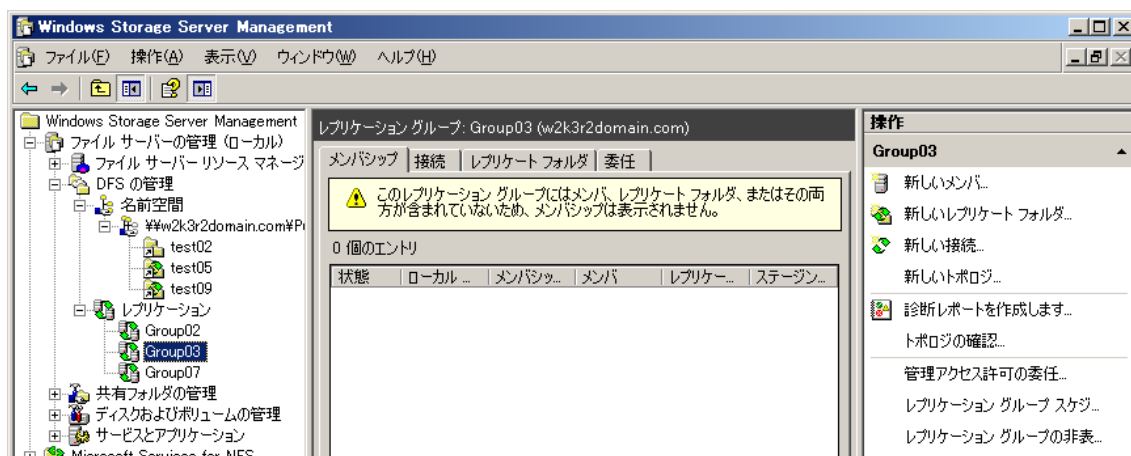 Windows Storage Server Management
ファイル(F) 操作(A) 表示(V) ウィンドウ(W) ヘルプ(H)
Windows Storage Server Management
ファイル サーバーの管理 (ローカル)
ファイル サーバー リソース マネージ
DFS の管理
名前空間
¥¥w2k3r2domain.com¥P
test02
test05
test09
レプリケーション
Group02
Group03
Group07
共有フォルダの管理
ディスクおよびボリュームの管理
サービスとアプリケーション
Microsoft Services for NFS
レプリケーション グループ: Group03 (w2k3r2domain.com)
メンバシップ 接続 レプリケート フォルダ 委任
このレプリケーション グループにはメンバ、レプリケート フォルダ、またはその両
方が含まれていないため、メンバシップは表示されません。
0 個のエントリ
状態 ローカル ... メンバシッ... メンバ レプリケー... ステージン...
操作
Group03
新しいメンバ...
新しいレプリケート フォルダ...
新しい接続...
新しいトポロジ...
診断レポートを作成します...
トポロジの確認...
管理アクセス許可の委任...
レプリケーション グループ スケジ...
レプリケーション グループの非表...